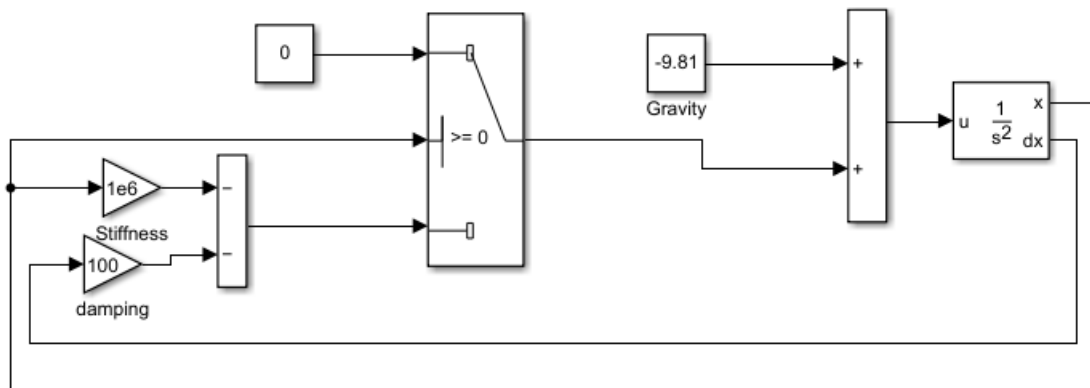 0
-9.81
+
Gravity
u
1
s2
x
dx
>= 0
+
1e6
-
Stiffness
100
-
damping